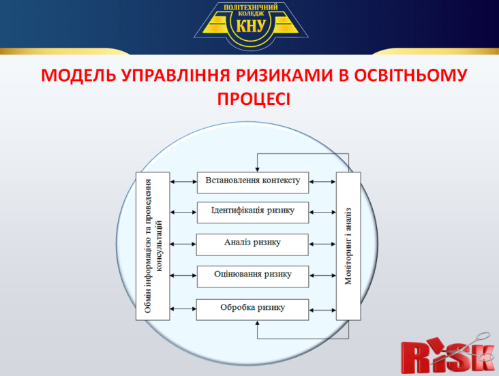 ПОЛІТЕХНІЧНИЙ
КОЛЕДЖ
КНУ
МОДЕЛЬ УПРАВЛІННЯ РИЗИКАМИ В ОСВІТНЬОМУ
ПРОЦЕСІ
Обмін інформацією та проведення
консультацій
Встановлення контексту
Ідентифікація ризику
Аналіз ризику
Оцінювання ризику
Обробка ризику
Моніторинг і аналіз
RISK